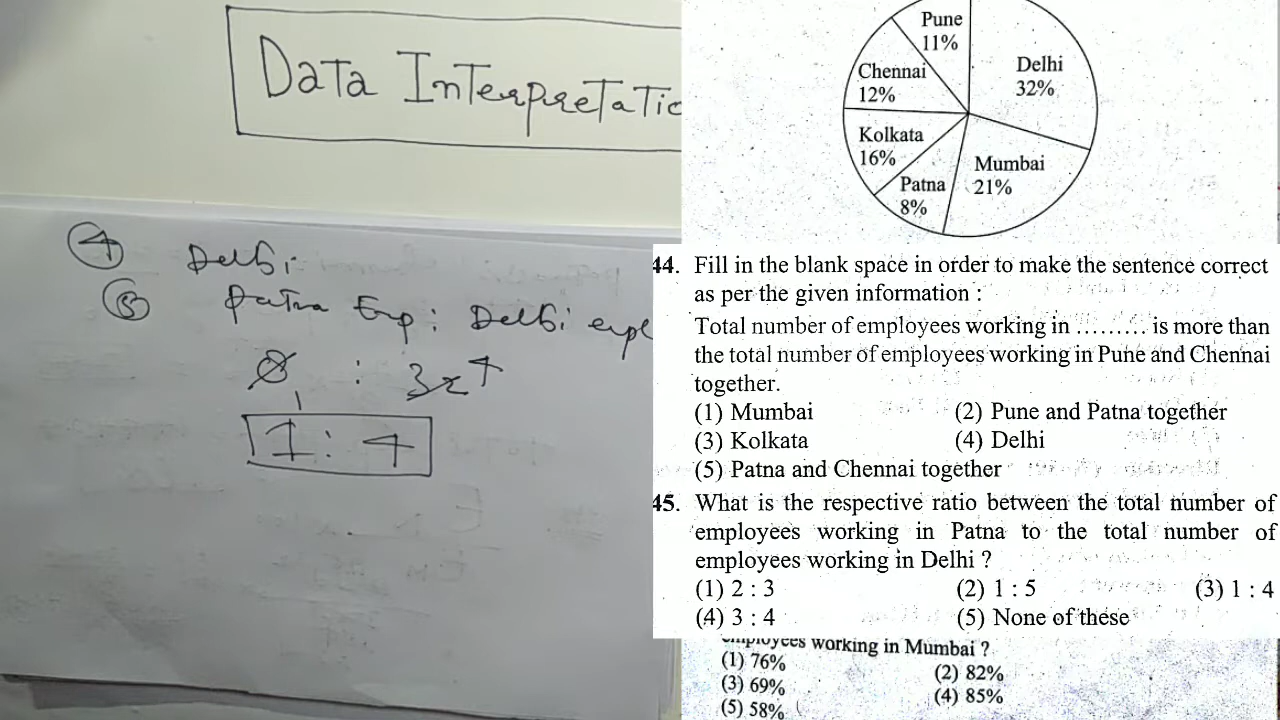 Data Interpretatio
4 Delhi
5 Patna Emp : Delhi empl
8 : 32 4
1
1 : 4
Pune
11%
Delhi
32%
Chennai
12%
Kolkata
16%
Mumbai
21%
Patna
8%
44. Fill in the blank space in order to make the sentence correct
as per the given information :
Total number of employees working in ......... is more than
the total number of employees working in Pune and Chennai
together.
(1) Mumbai (2) Pune and Patna together
(3) Kolkata (4) Delhi
(5) Patna and Chennai together
45. What is the respective ratio between the total number of
employees working in Patna to the total number of
employees working in Delhi ?
(1) 2 : 3 (2) 1 : 5 (3) 1 : 4
(4) 3 : 4 (5) None of these
employees working in Mumbai ?
(1) 76% (2) 82%
(3) 69% (4) 85%
(5) 58%